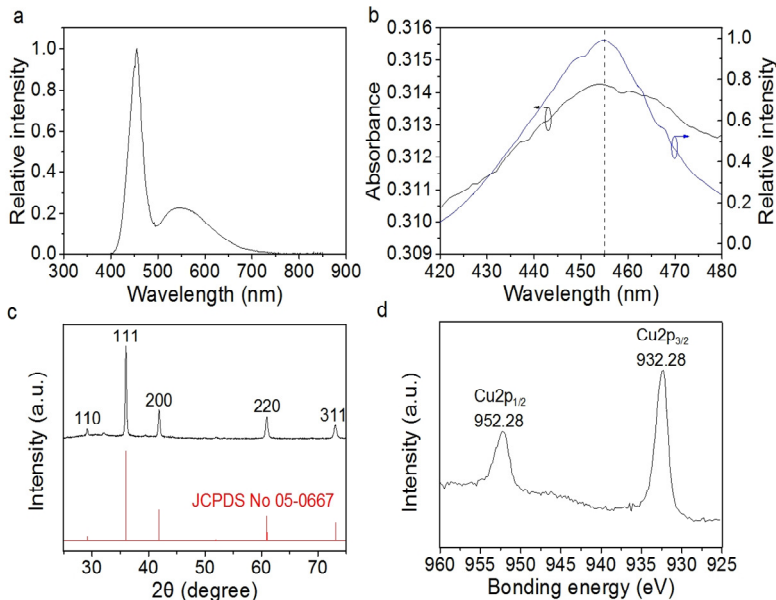 a
Relative intensity
1.0
0.8
0.6
0.4
0.2
0.0
300 400 500 600 700 800 900
Wavelength (nm)
b
Absorbance
0.316
0.315
0.314
0.313
0.312
0.311
0.310
0.309
420 430 440 450 460 470 480
Wavelength (nm)
1.0
0.8
0.6
0.4
0.2
0.0
Relative intensity
c
Intensity (a.u.)
110
111
200
220
311
JCPDS No 05-0667
30 40 50 60 70
2θ (degree)
d
Intensity (a.u.)
Cu2p1/2
952.28
Cu2p3/2
932.28
960 955 950 945 940 935 930 925
Bonding energy (eV)